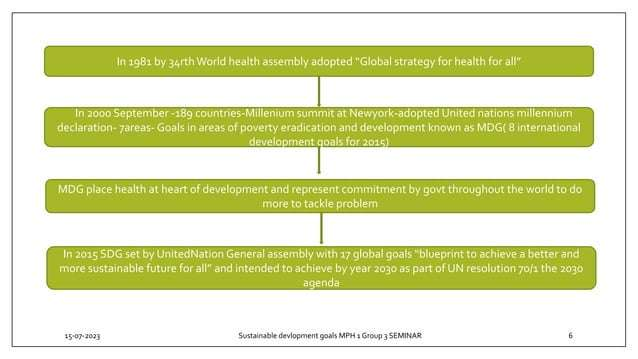 In 1981 by 34rth World health assembly adopted "Global strategy for health for all"
In 2000 September -189 countries-Millenium summit at Newyork-adopted United nations millennium
declaration- 7areas- Goals in areas of poverty eradication and development known as MDG( 8 international
development goals for 2015)
MDG place health at heart of development and represent commitment by govt throughout the world to do
more to tackle problem
In 2015 SDG set by UnitedNation General assembly with 17 global goals "blueprint to achieve a better and
more sustainable future for all" and intended to achieve by year 2030 as part of UN resolution 70/1 the 2030
agenda
15-07-2023 Sustainable devlopment goals MPH 1 Group 3 SEMINAR 6